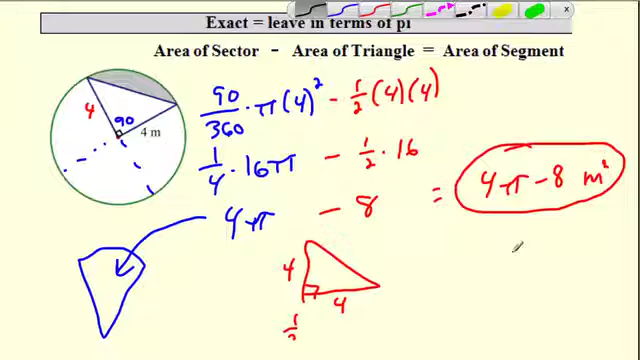 Exact = leave in terms of pi
Area of Sector - Area of Triangle = Area of Segment
4
90
4 m
90/360 · π(4)² - 1/2 (4)(4)
1/4 · 16π - 1/2 · 16
4π - 8 = 4π - 8 m²
4
4
1/2